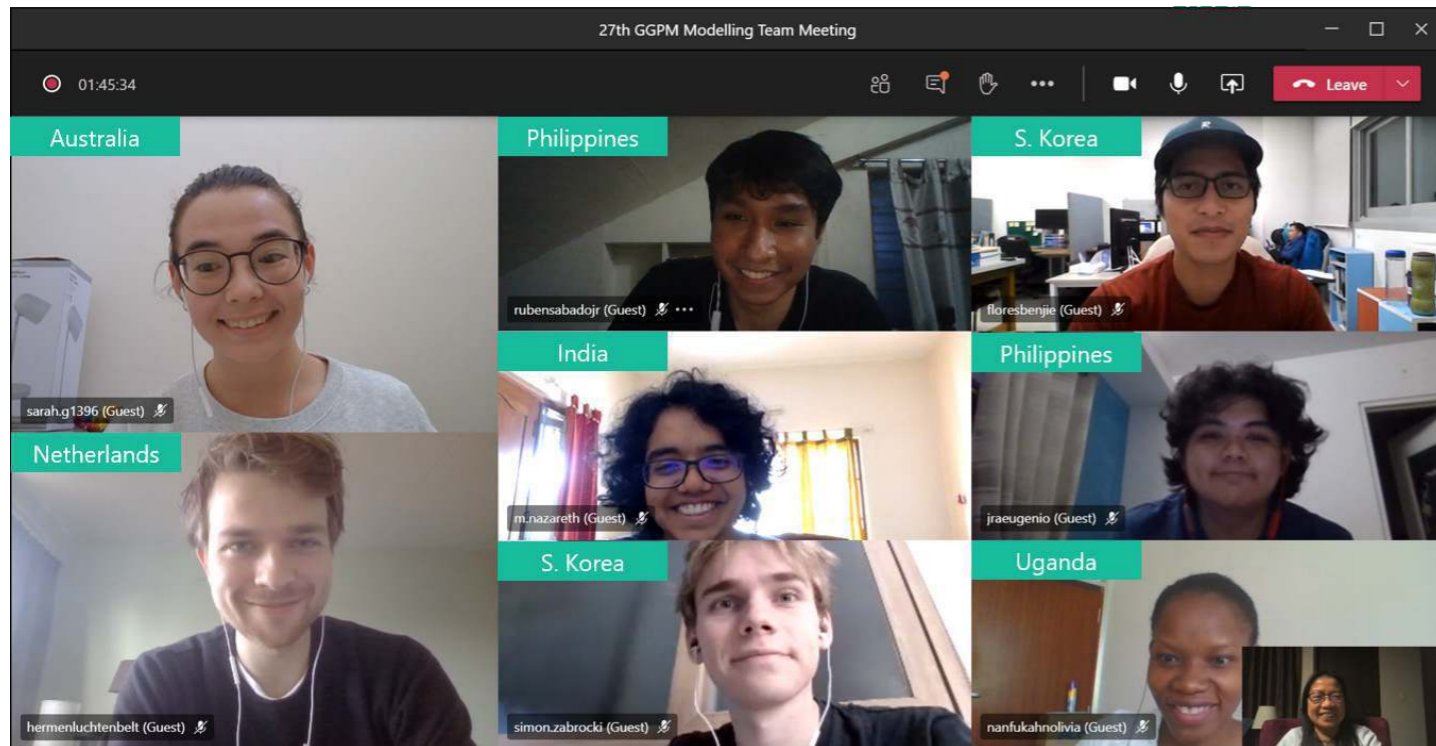 27th GGPM Modelling Team Meeting
01:45:34
Leave
Australia
sarah.g1396 (Guest)
Philippines
rubensabadojr (Guest)
S. Korea
floresbenjie (Guest)
India
m.nazareth (Guest)
Philippines
jraeugenio (Guest)
Netherlands
hermenluchtenbelt (Guest)
S. Korea
simon.zabrocki (Guest)
Uganda
nanfukahnolivia (Guest)